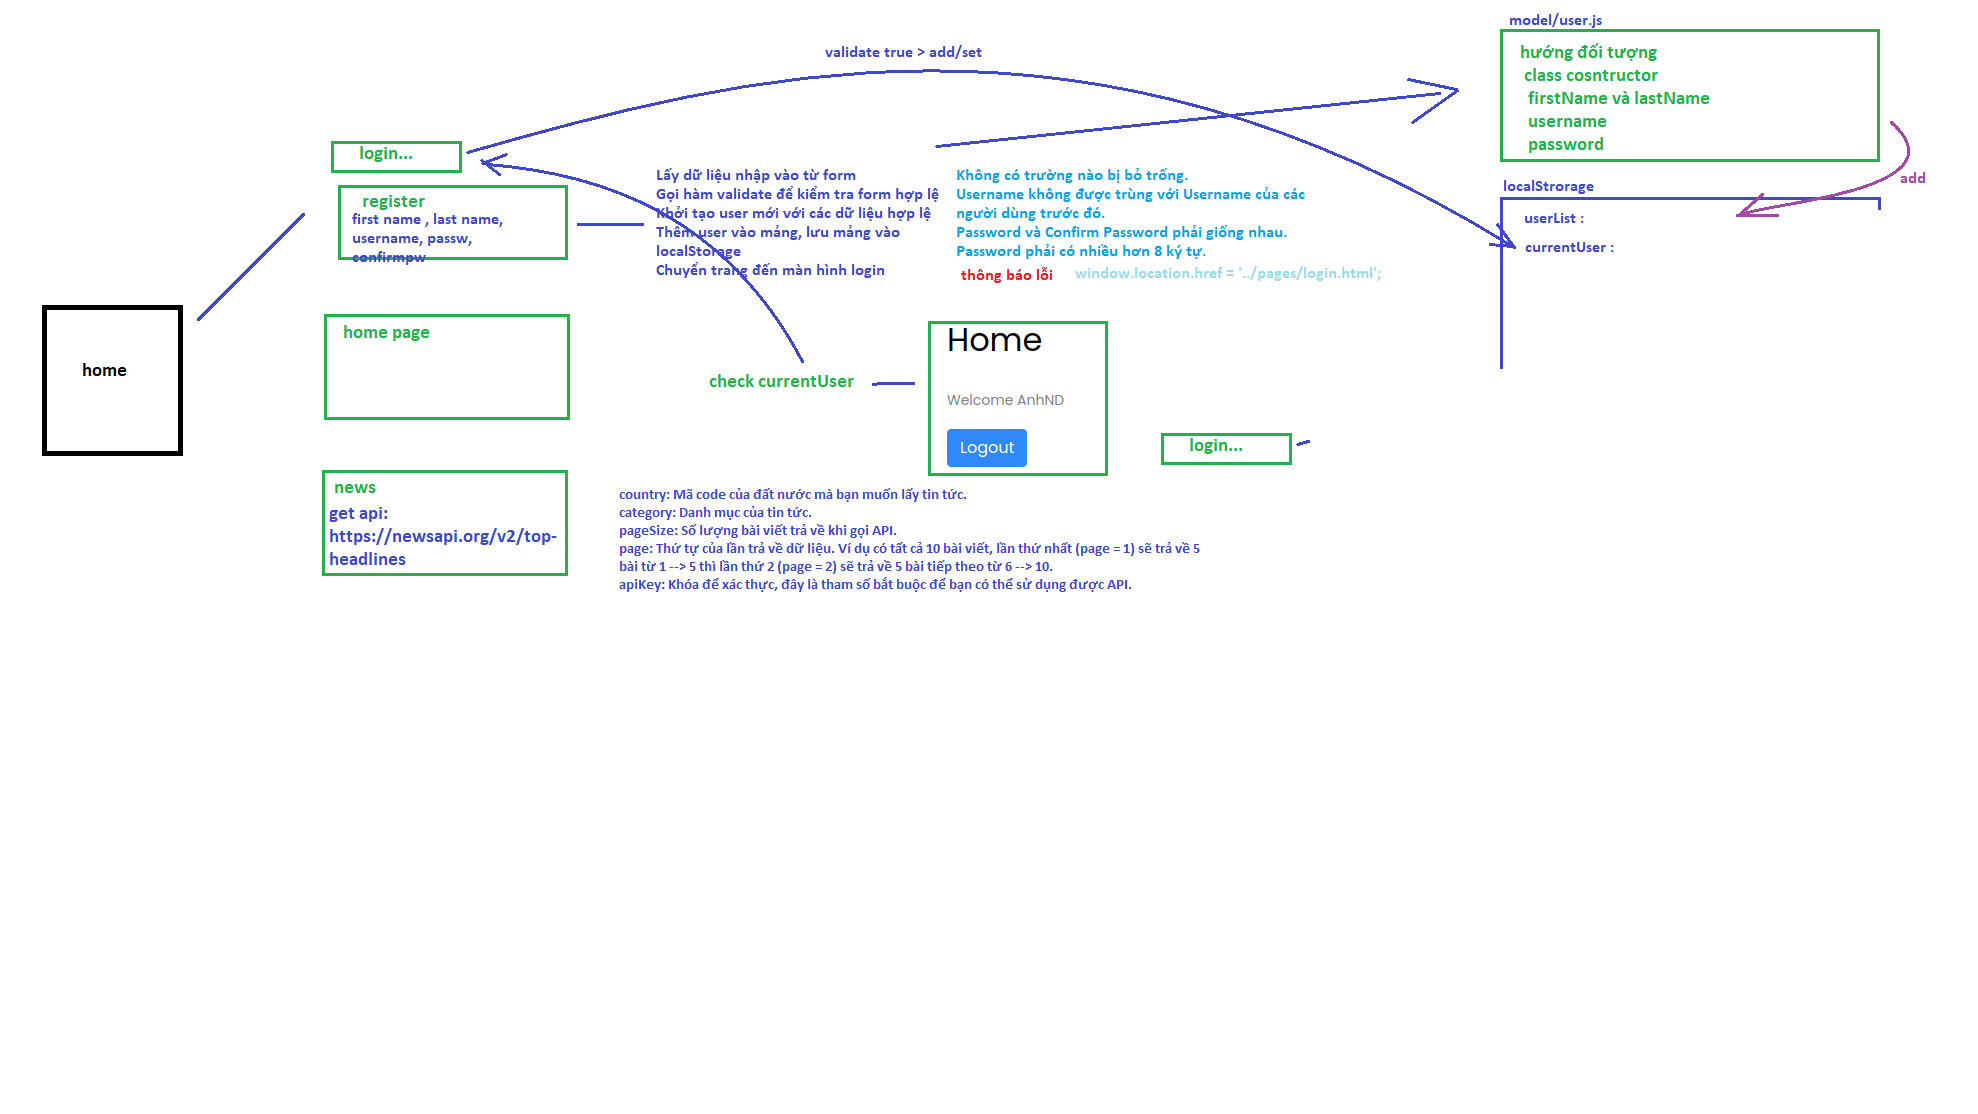 model/user.js
hướng đối tượng
class cosntructor
firstName và lastName
username
password
validate true > add/set
login...
register
first name , last name,
username, passw,
confirmpw
Lấy dữ liệu nhập vào từ form
Gọi hàm validate để kiểm tra form hợp lệ
Khởi tạo user mới với các dữ liệu hợp lệ
Thêm user vào mảng, lưu mảng vào
localStorage
Chuyển trang đến màn hình login
Không có trường nào bị bỏ trống.
Username không được trùng với Username của các
người dùng trước đó.
Password và Confirm Password phải giống nhau.
Password phải có nhiều hơn 8 ký tự.
thông báo lỗi
window.location.href = '../pages/login.html';
add
localStrorage
userList :
currentUser :
home
home page
check currentUser
Home
Welcome AnhND
Logout
login...
news
get api:
https://newsapi.org/v2/top-
headlines
country: Mã code của đất nước mà bạn muốn lấy tin tức.
category: Danh mục của tin tức.
pageSize: Số lượng bài viết trả về khi gọi API.
page: Thứ tự của lần trả về dữ liệu. Ví dụ có tất cả 10 bài viết, lần thứ nhất (page = 1) sẽ trả về 5
bài từ 1 --> 5 thì lần thứ 2 (page = 2) sẽ trả về 5 bài tiếp theo từ 6 --> 10.
apiKey: Khóa để xác thực, đây là tham số bắt buộc để bạn có thể sử dụng được API.